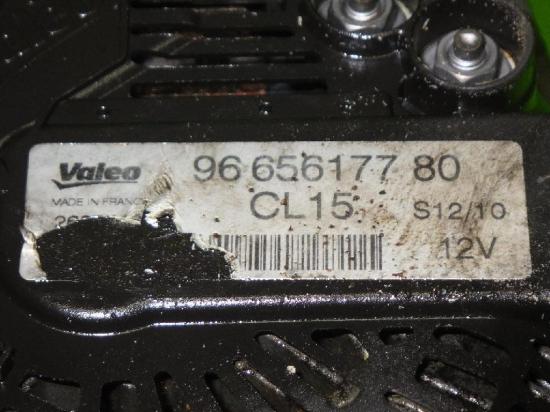 Valeo 96 656177 80
MADE IN FRANCE CL15 S12/10
12V